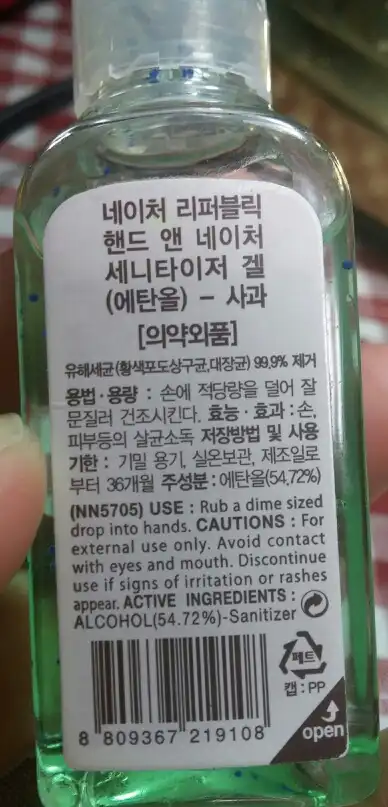 네이처 리퍼블릭
핸드 앤 네이처
세니타이저 겔
(에탄올) - 사과
[의약외품]
유해세균(황색포도상구균,대장균) 99.9% 제거
용법·용량 : 손에 적당량을 덜어 잘
문질러 건조시킨다. 효능·효과 : 손,
피부등의 살균소독 저장방법 및 사용
기한 : 기밀 용기, 실온보관, 제조일로
부터 36개월 주성분 : 에탄올(54.72%)
(NN5705) USE : Rub a dime sized
drop into hands. CAUTIONS : For
external use only. Avoid contact
with eyes and mouth. Discontinue
use if signs of irritation or rashes
appear. ACTIVE INGREDIENTS :
ALCOHOL(54.72%)-Sanitizer
페트
캡 : PP
8 809367 219108
open